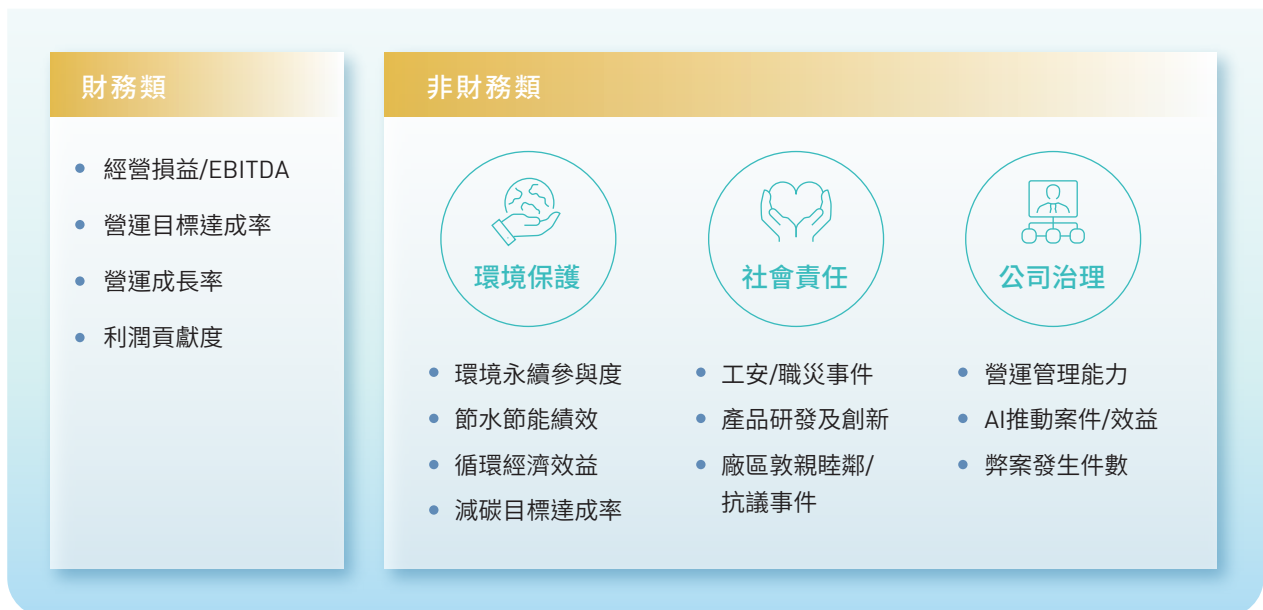 財務類
經營損益/EBITDA
營運目標達成率
營運成長率
利潤貢獻度
非財務類
環境保護
環境永續參與度
節水節能績效
循環經濟效益
減碳目標達成率
社會責任
工安/職災事件
產品研發及創新
廠區敦親睦鄰/
抗議事件
公司治理
營運管理能力
AI推動案件/效益
弊案發生件數